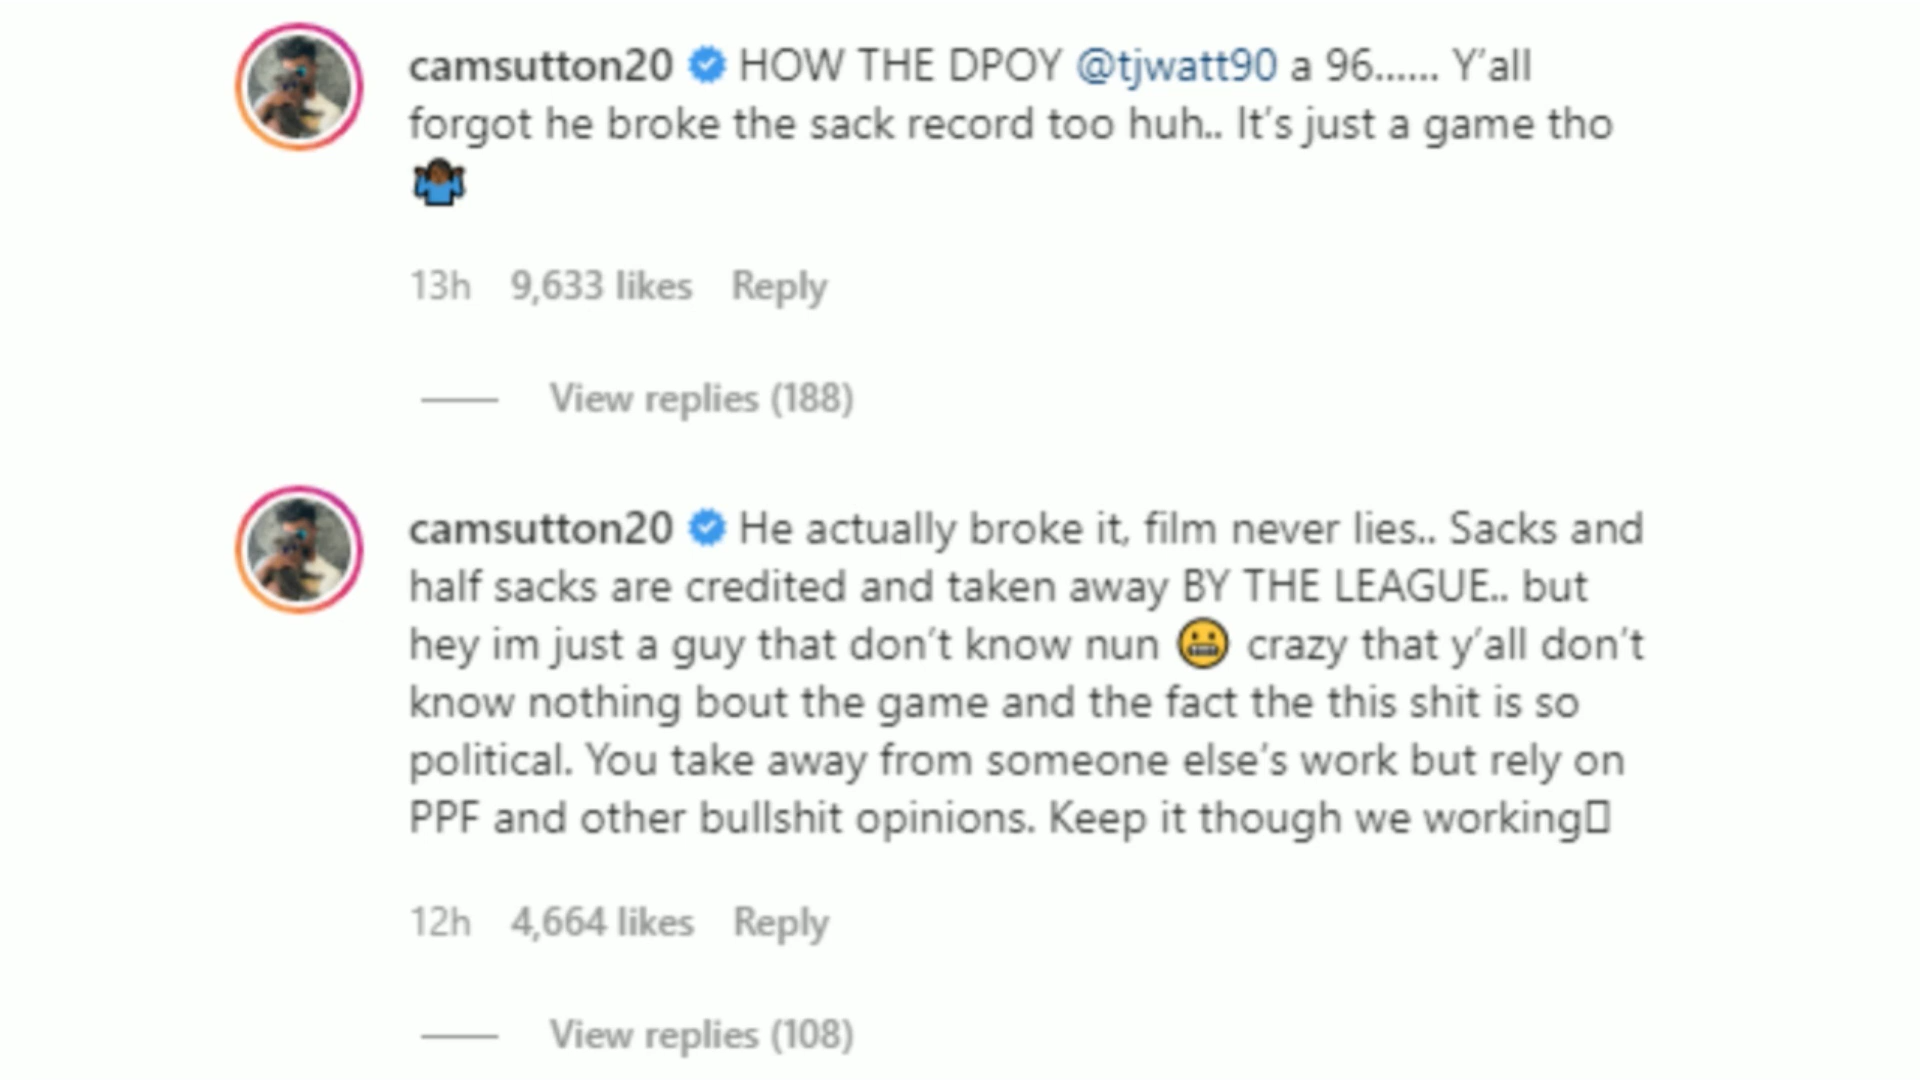 camsutton20 HOW THE DPOY @tjwatt90 a 96...... Y'all
forgot he broke the sack record too huh.. It's just a game tho
🤷🏾‍♂️
13h 9,633 likes Reply
View replies (188)
camsutton20 He actually broke it, film never lies.. Sacks and
half sacks are credited and taken away BY THE LEAGUE.. but
hey im just a guy that don't know nun 😬 crazy that y'all don't
know nothing bout the game and the fact the this shit is so
political. You take away from someone else's work but rely on
PPF and other bullshit opinions. Keep it though we working▯
12h 4,664 likes Reply
View replies (108)